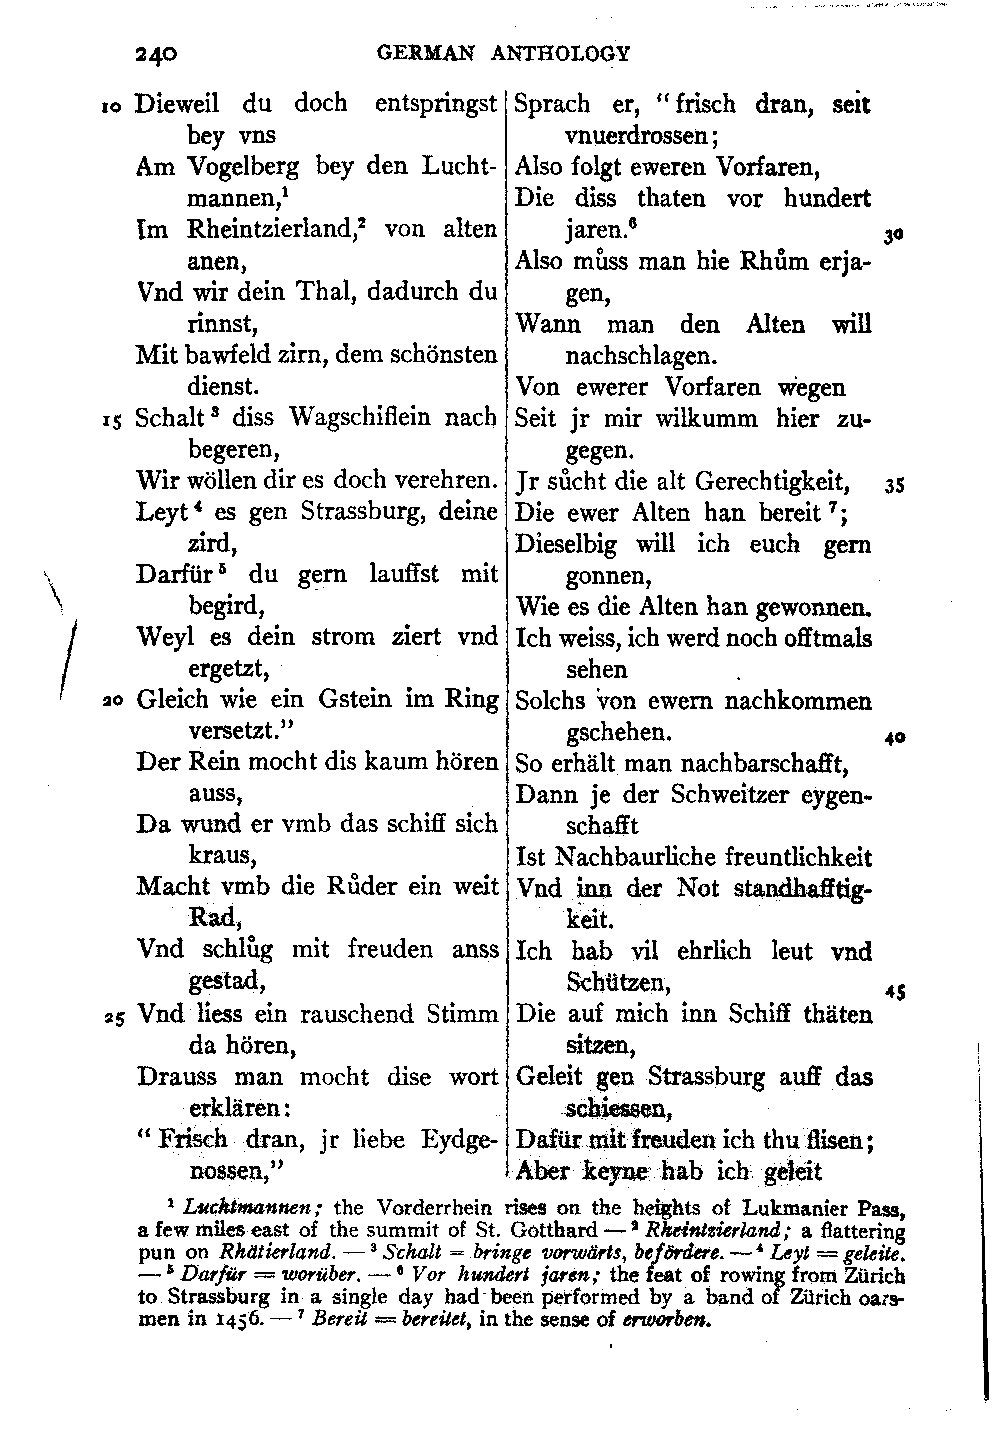 240 GERMAN ANTHOLOGY
10 Dieweil du doch entspringst
bey vns
Am Vogelberg bey den Lucht-
mannen,¹
Im Rheintzierland,² von alten
anen,
Vnd wir dein Thal, dadurch du
rinnst,
Mit bawfeld zirn, dem schönsten
dienst.
15 Schalt³ diss Wagschiflein nach
begeren,
Wir wöllen dir es doch verehren.
Leyt⁴ es gen Strassburg, deine
zird,
Darfür⁵ du gern lauffst mit
begird,
Weyl es dein strom ziert vnd
ergetzt,
20 Gleich wie ein Gstein im Ring
versetzt.”
Der Rein mocht dis kaum hören
auss,
Da wund er vmb das schiff sich
kraus,
Macht vmb die Růder ein weit
Rad,
Vnd schlůg mit freuden anss
gestad,
25 Vnd liess ein rauschend Stimm
da hören,
Drauss man mocht dise wort
erklären:
“Frisch dran, jr liebe Eydge-
nossen,”
Sprach er, “frisch dran, seit
vnuerdrossen;
Also folgt eweren Vorfaren,
Die diss thaten vor hundert
jaren.⁶ 30
Also můss man hie Rhům erja-
gen,
Wann man den Alten will
nachschlagen.
Von ewerer Vorfaren wegen
Seit jr mir wilkumm hier zu-
gegen.
Jr sůcht die alt Gerechtigkeit, 35
Die ewer Alten han bereit⁷;
Dieselbig will ich euch gern
gonnen,
Wie es die Alten han gewonnen.
Ich weiss, ich werd noch offtmals
sehen
Solchs von ewern nachkommen
gschehen. 40
So erhält man nachbarschafft,
Dann je der Schweitzer eygen-
schafft
Ist Nachbaurliche freuntlichkeit
Vnd inn der Not standhafftig-
keit.
Ich hab vil ehrlich leut vnd
Schützen, 45
Die auf mich inn Schiff thäten
sitzen,
Geleit gen Strassburg auff das
schiessen,
Dafür mit freuden ich thu flisen;
Aber keyne hab ich geleit
¹ Luchtmannen; the Vorderrhein rises on the heights of Lukmanier Pass,
a few miles east of the summit of St. Gotthard — ² Rheintzierland; a flattering
pun on Rhätierland. — ³ Schalt = bringe vorwärts, befördere. — ⁴ Leyt = geleite.
— ⁵ Darfür = worüber. — ⁶ Vor hundert jaren; the feat of rowing from Zürich
to Strassburg in a single day had been performed by a band of Zürich oars-
men in 1456. — ⁷ Bereit = bereitet, in the sense of erworben.